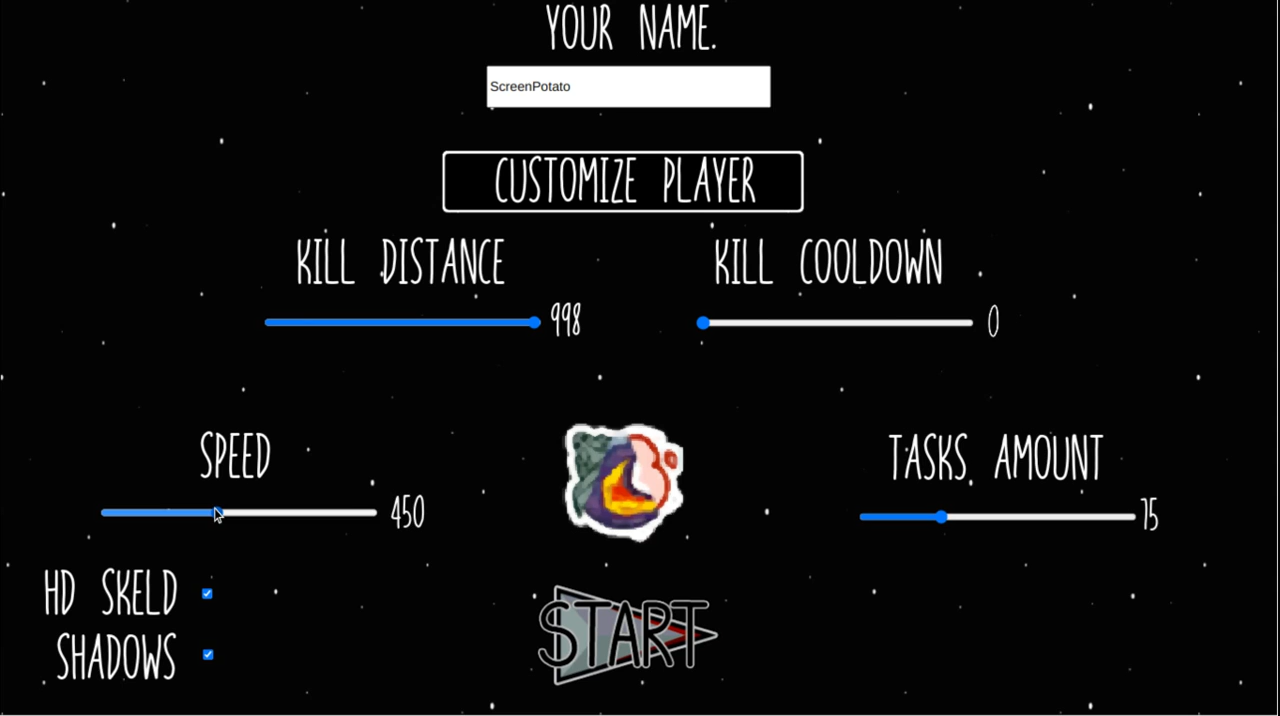 YOUR NAME.
ScreenPotato
CUSTOMIZE PLAYER
KILL DISTANCE
998
KILL COOLDOWN
0
SPEED
450
TASKS AMOUNT
15
HD SKELD
SHADOWS
START